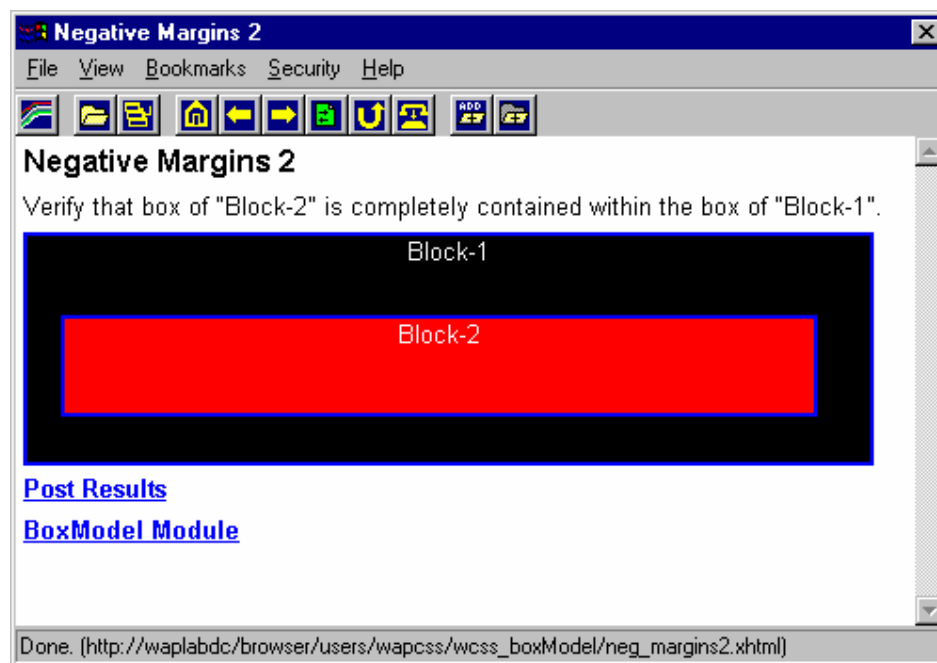 Negative Margins 2
File View Bookmarks Security Help
ADD
Negative Margins 2
Verify that box of "Block-2" is completely contained within the box of "Block-1".
Block-1
Block-2
Post Results
BoxModel Module
Done. (http://waplabdc/browser/users/wapcss/wcss_boxModel/neg_margins2.xhtml)